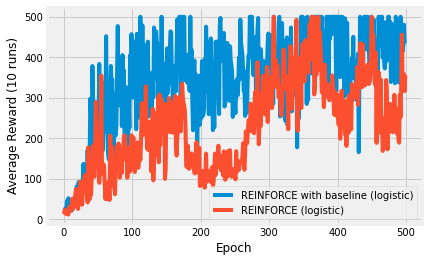 500
400
300
200
100
0
Average Reward (10 runs)
REINFORCE with baseline (logistic)
REINFORCE (logistic)
0 100 200 300 400 500
Epoch